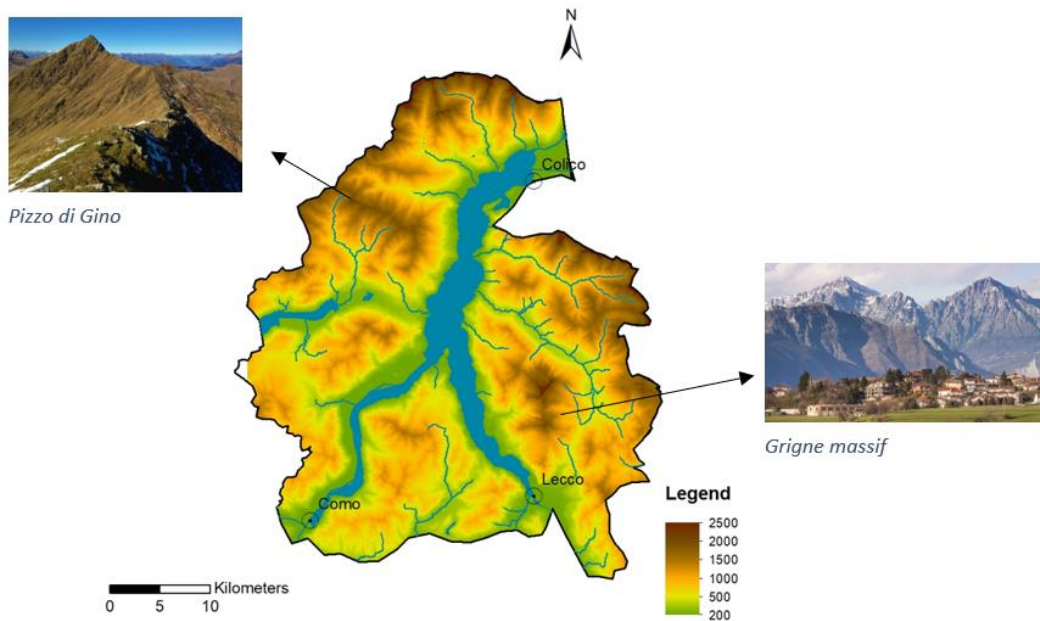 N
Pizzo di Gino
Colico
Grigne massif
Lecco
Como
Legend
2500
2000
1500
1000
500
200
Kilometers
0 5 10